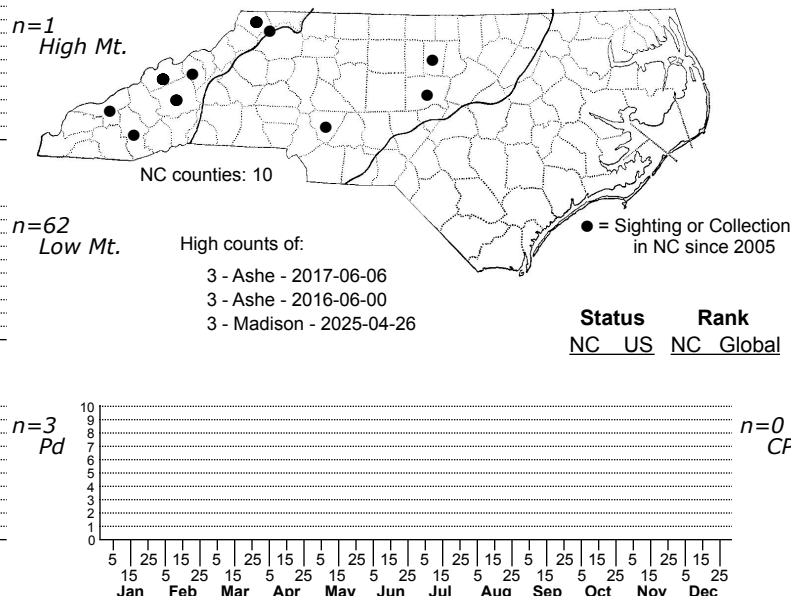 n=1
High Mt.
NC counties: 10
n=62
Low Mt.
High counts of:
3 - Ashe - 2017-06-06
3 - Ashe - 2016-06-00
3 - Madison - 2025-04-26
● = Sighting or Collection
in NC since 2005
Status Rank
NC US NC Global
n=3
Pd
n=0
CP
10
9
8
7
6
5
4
3
2
1
0
5 25 15 5 25 15 5 25 15 5 25 15 5 25 15 5 25 15
15 5 25 15 5 25 15 5 25 15 5 25 15 5 25 15 5 25
Jan Feb Mar Apr May Jun Jul Aug Sep Oct Nov Dec